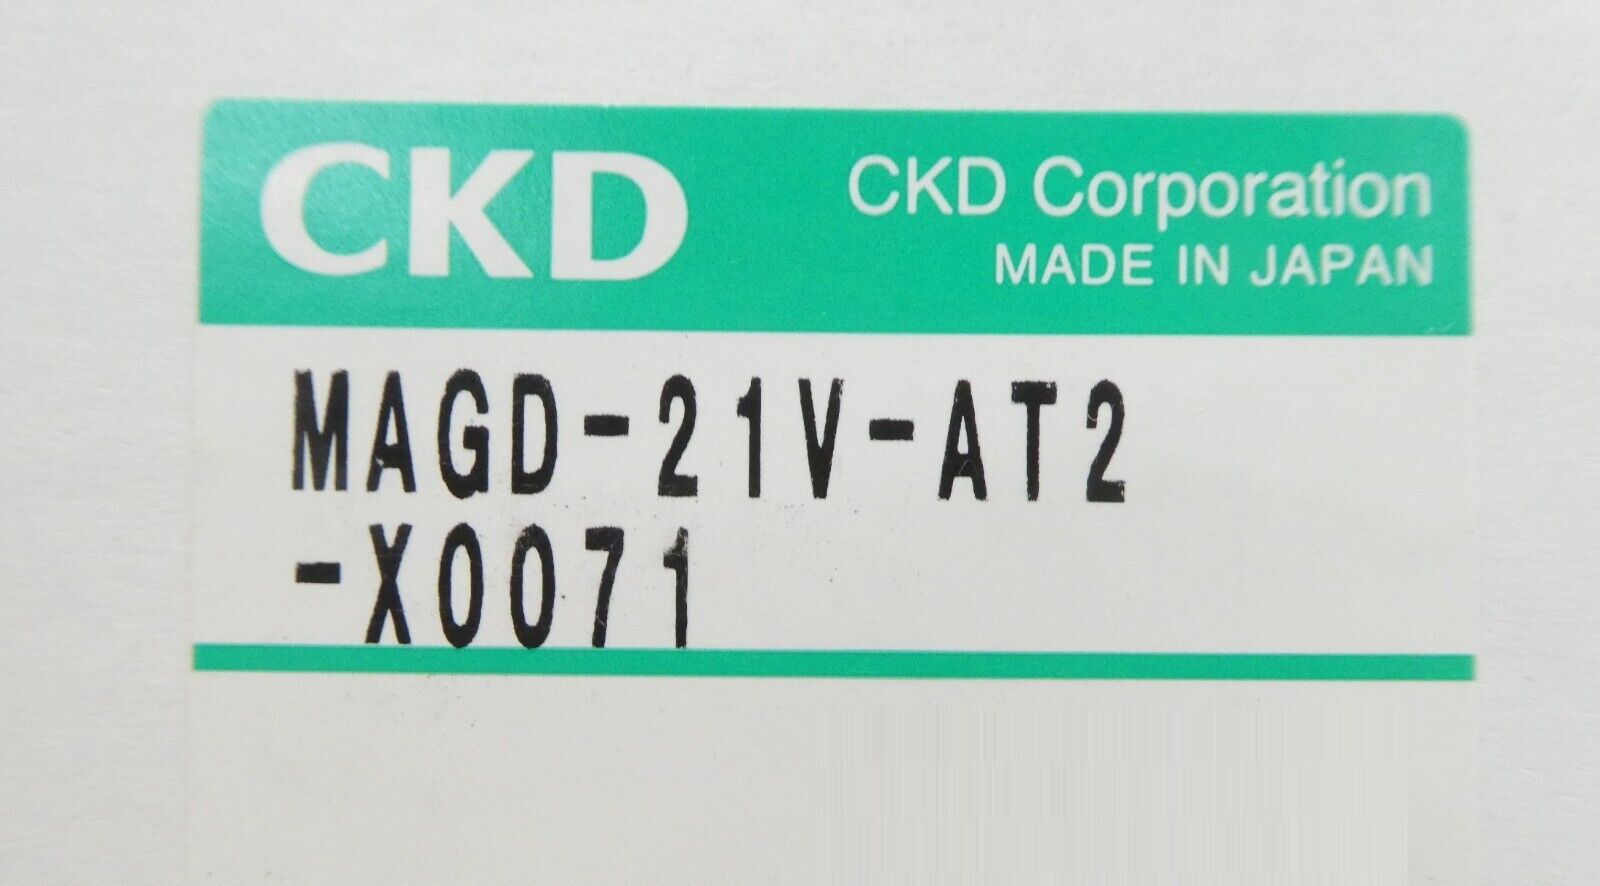 CKD
CKD Corporation
MADE IN JAPAN
MAGD-21V-AT2
-X0071